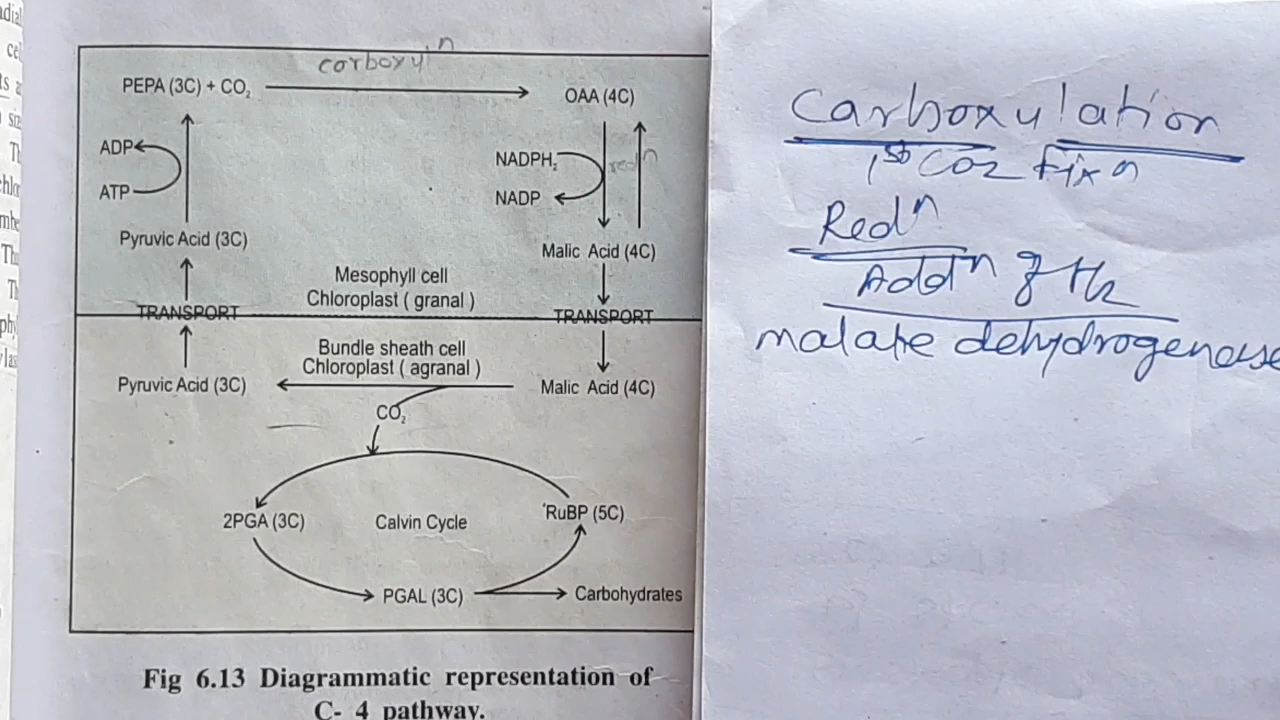 corboxyⁿ
PEPA (3C) + CO₂
OAA (4C)
ADP
ATP
NADPH₂
redⁿ
NADP
Pyruvic Acid (3C)
Malic Acid (4C)
Mesophyll cell
Chloroplast ( granal )
TRANSPORT
TRANSPORT
Bundle sheath cell
Chloroplast ( agranal )
Pyruvic Acid (3C)
Malic Acid (4C)
CO₂
2PGA (3C)
Calvin Cycle
RuBP (5C)
PGAL (3C)
Carbohydrates
Fig 6.13 Diagrammatic representation of
C- 4 pathway.
Carboxylation
1st CO2 Fixⁿ
Redⁿ
Addⁿ of H2
malate dehydrogenase